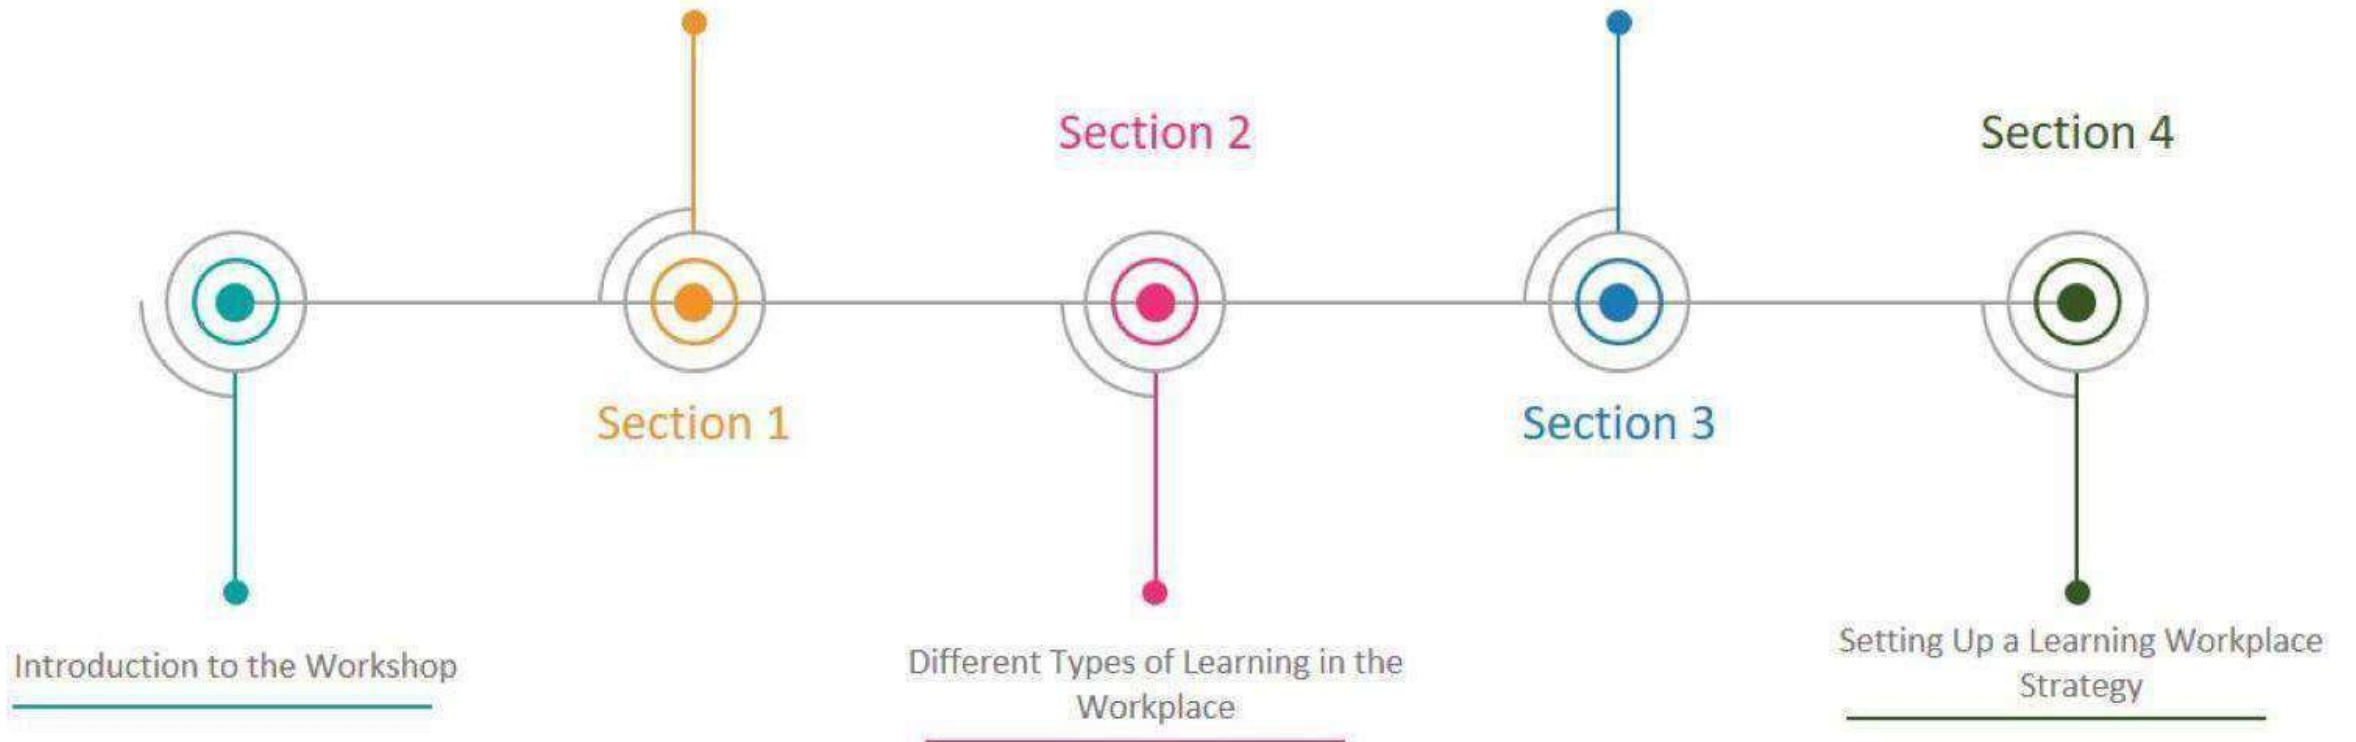 Section 2
Section 4
Section 1
Section 3
Introduction to the Workshop
Different Types of Learning in the
Workplace
Setting Up a Learning Workplace
Strategy